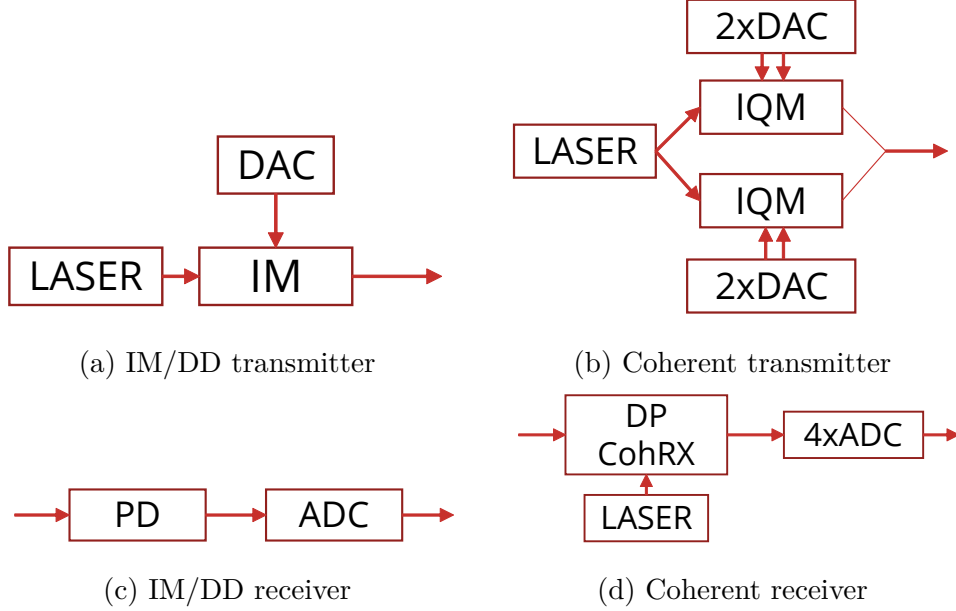 DAC
LASER
IM
(a) IM/DD transmitter
2xDAC
IQM
LASER
IQM
2xDAC
(b) Coherent transmitter
PD
ADC
(c) IM/DD receiver
DP
CohRX
4xADC
LASER
(d) Coherent receiver